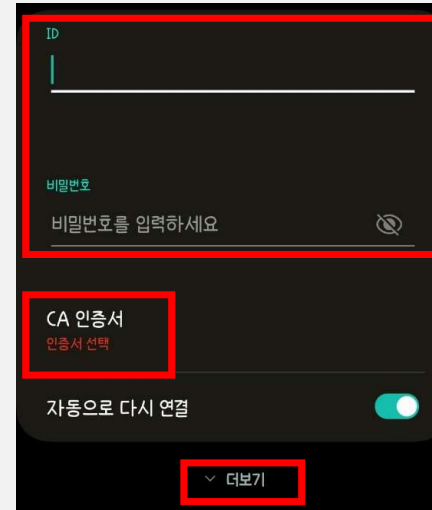 ID
비밀번호
비밀번호를 입력하세요
CA 인증서
인증서 선택
자동으로 다시 연결
더보기